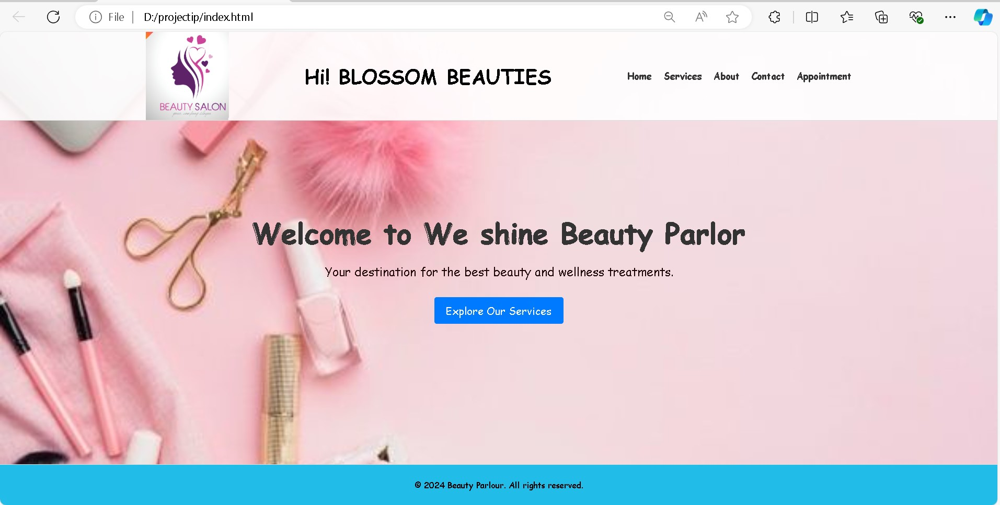 File D:/projectip/index.html
BEAUTY SALON
Hi! BLOSSOM BEAUTIES
Home Services About Contact Appointment
Welcome to We shine Beauty Parlor
Your destination for the best beauty and wellness treatments.
Explore Our Services
© 2024 Beauty Parlour. All rights reserved.